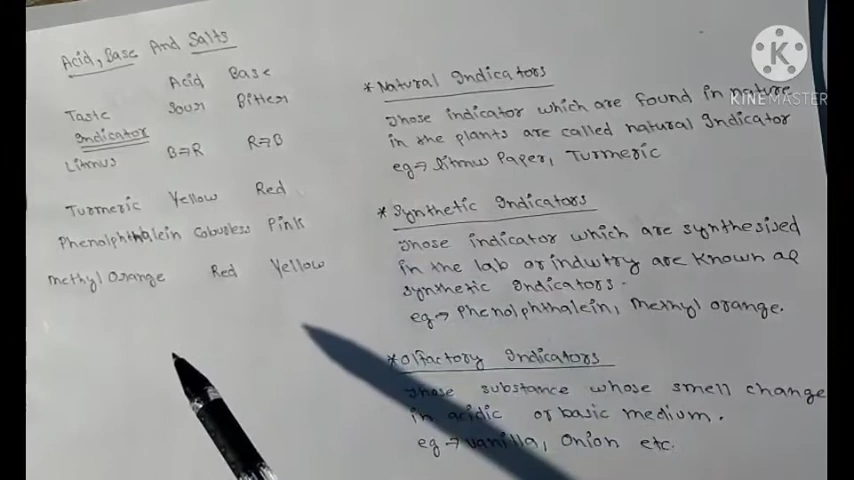 Acid, Base And Salts
Acid Base
Taste Sour Bitter
Indicator
Litmus B⇒R R⇒B
Turmeric Yellow Red
Phenolphthalein Colourless Pink
Methyl Orange Red Yellow
* Natural Indicators
Those indicator which are found in nature
in the plants are called natural Indicator
eg→ litmus Paper, Turmeric
* Synthetic Indicators
Those indicator which are synthesised
in the lab or industry are known as
synthetic Indicators.
eg→ Phenolphthalein, Methyl orange.
* Olfactory Indicators
Those substance whose smell change
in acidic or basic medium.
eg→ vanilla, Onion etc.
K
KINEMASTER